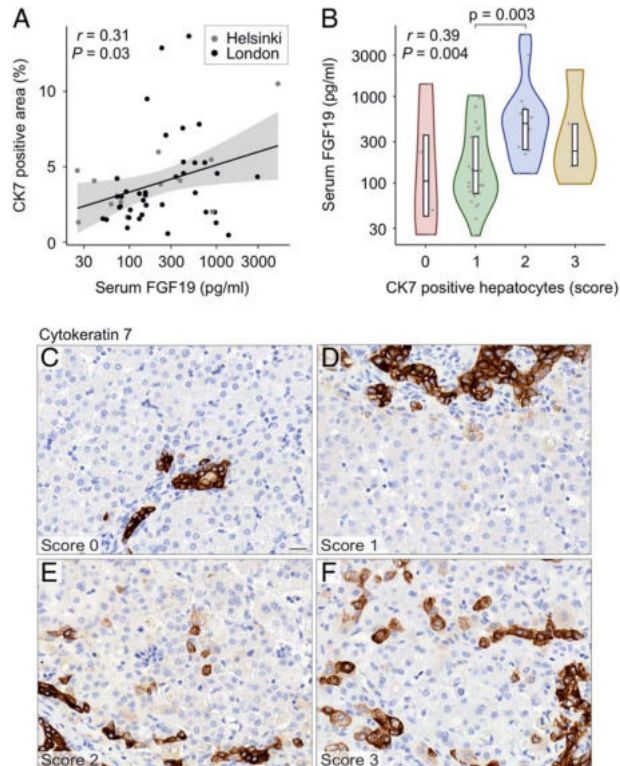 A
r = 0.31
P = 0.03
Helsinki
London
CK7 positive area (%)
10
5
0
30 100 300 1000 3000
Serum FGF19 (pg/ml)
B
p = 0.003
r = 0.39
P = 0.004
Serum FGF19 (pg/ml)
3000
1000
300
100
30
0 1 2 3
CK7 positive hepatocytes (score)
Cytokeratin 7
C
Score 0
D
Score 1
E
Score 2
F
Score 3